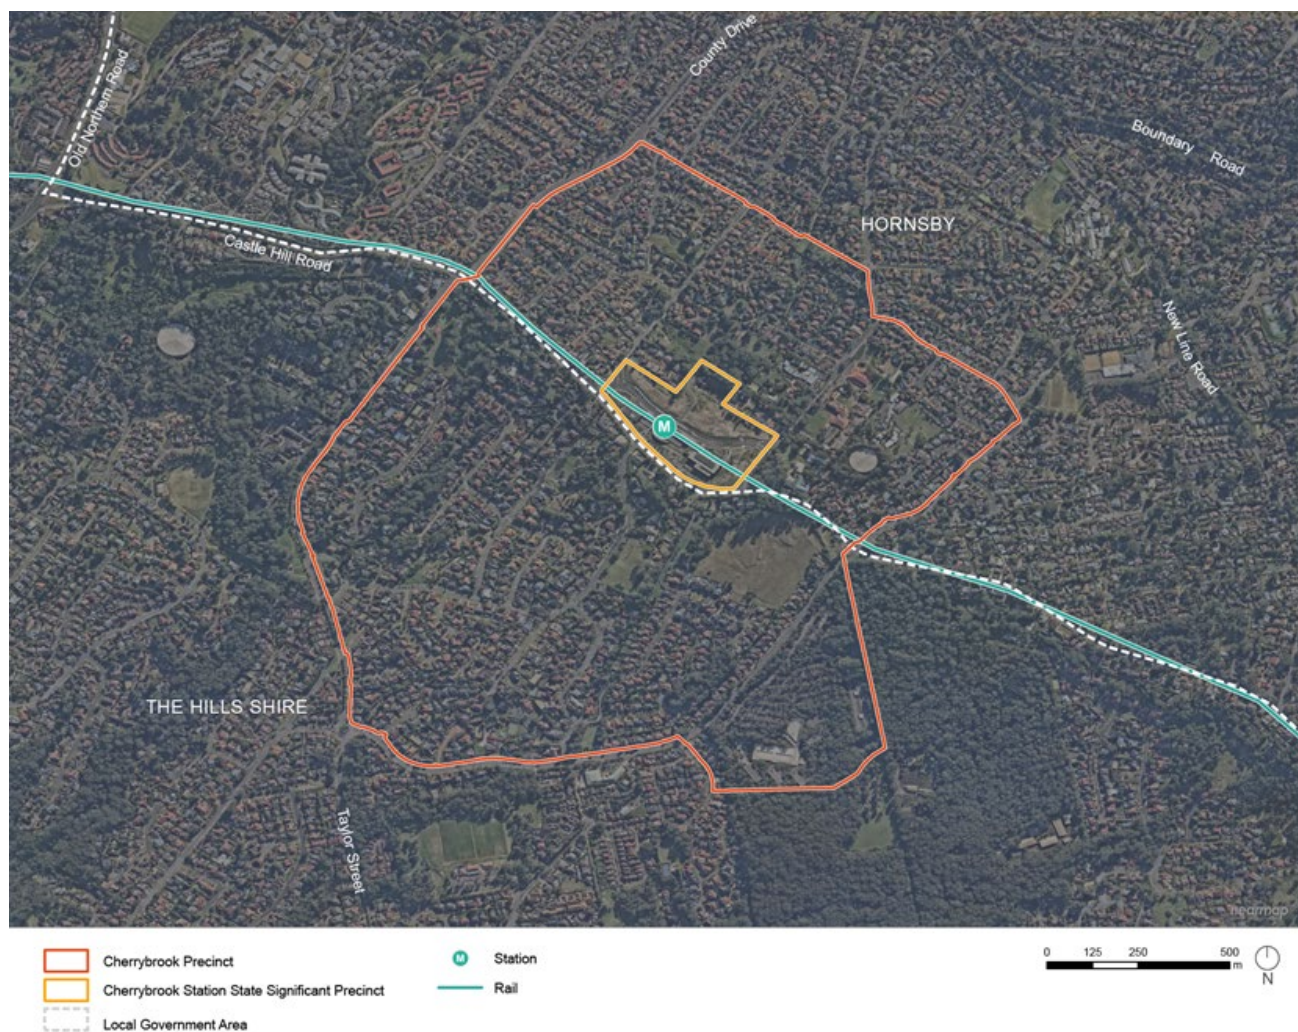 County Drive
Old Northern Road
Boundary Road
HORNSBY
Castle Hill Road
New Line Road
M
THE HILLS SHIRE
Taylor Street
nearmap
Cherrybrook Precinct
Cherrybrook Station State Significant Precinct
Local Government Area
M Station
Rail
0 125 250 500
m
N